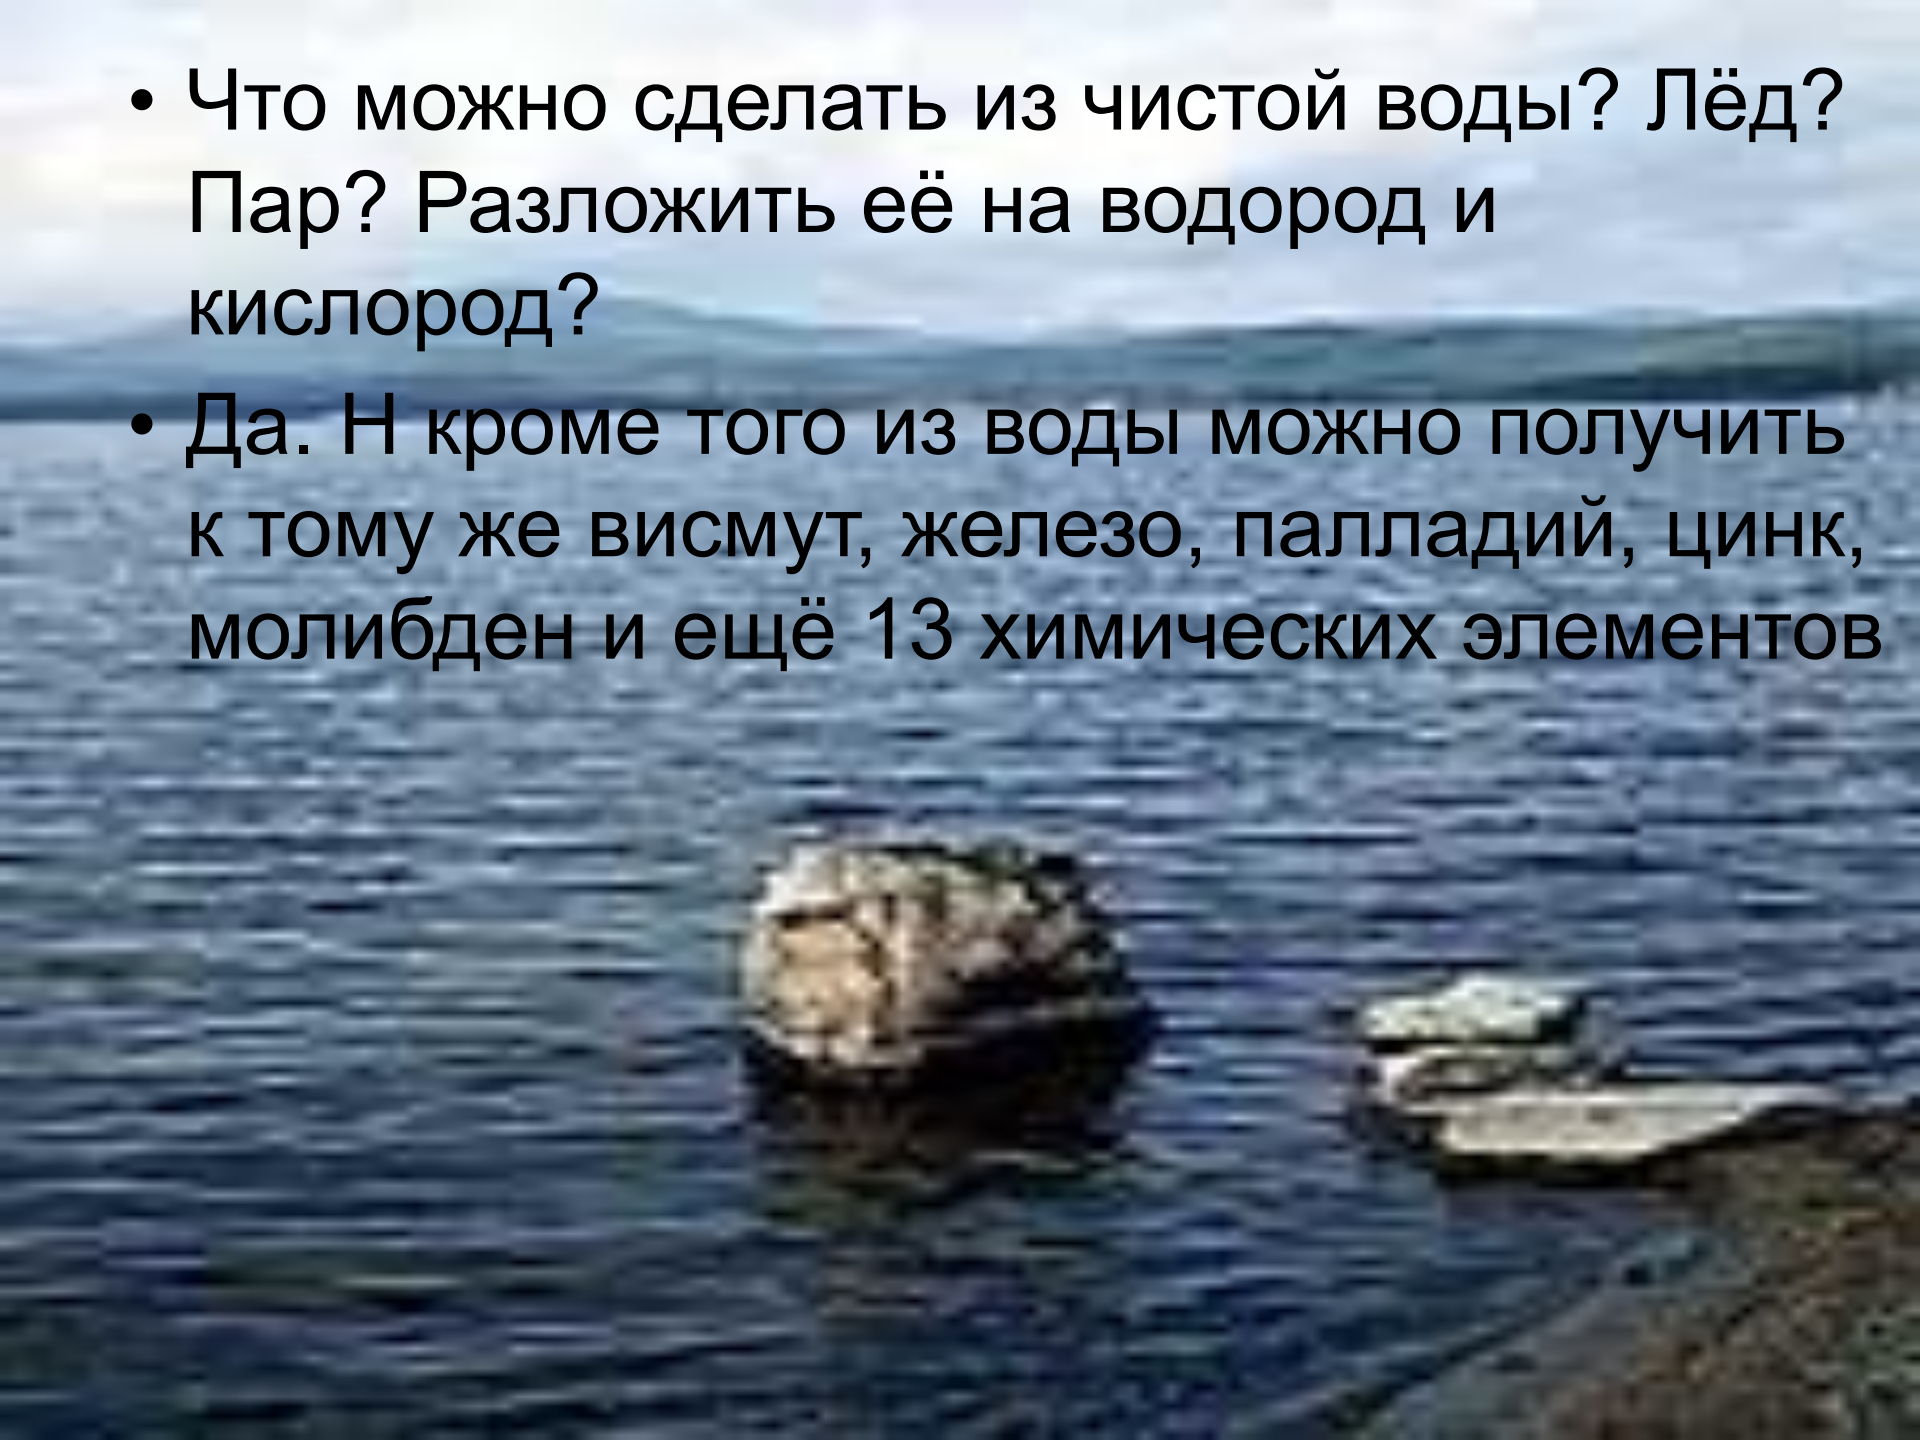 • Что можно сделать из чистой воды? Лёд?
Пар? Разложить её на водород и
кислород?
• Да. Н кроме того из воды можно получить
к тому же висмут, железо, палладий, цинк,
молибден и ещё 13 химических элементов